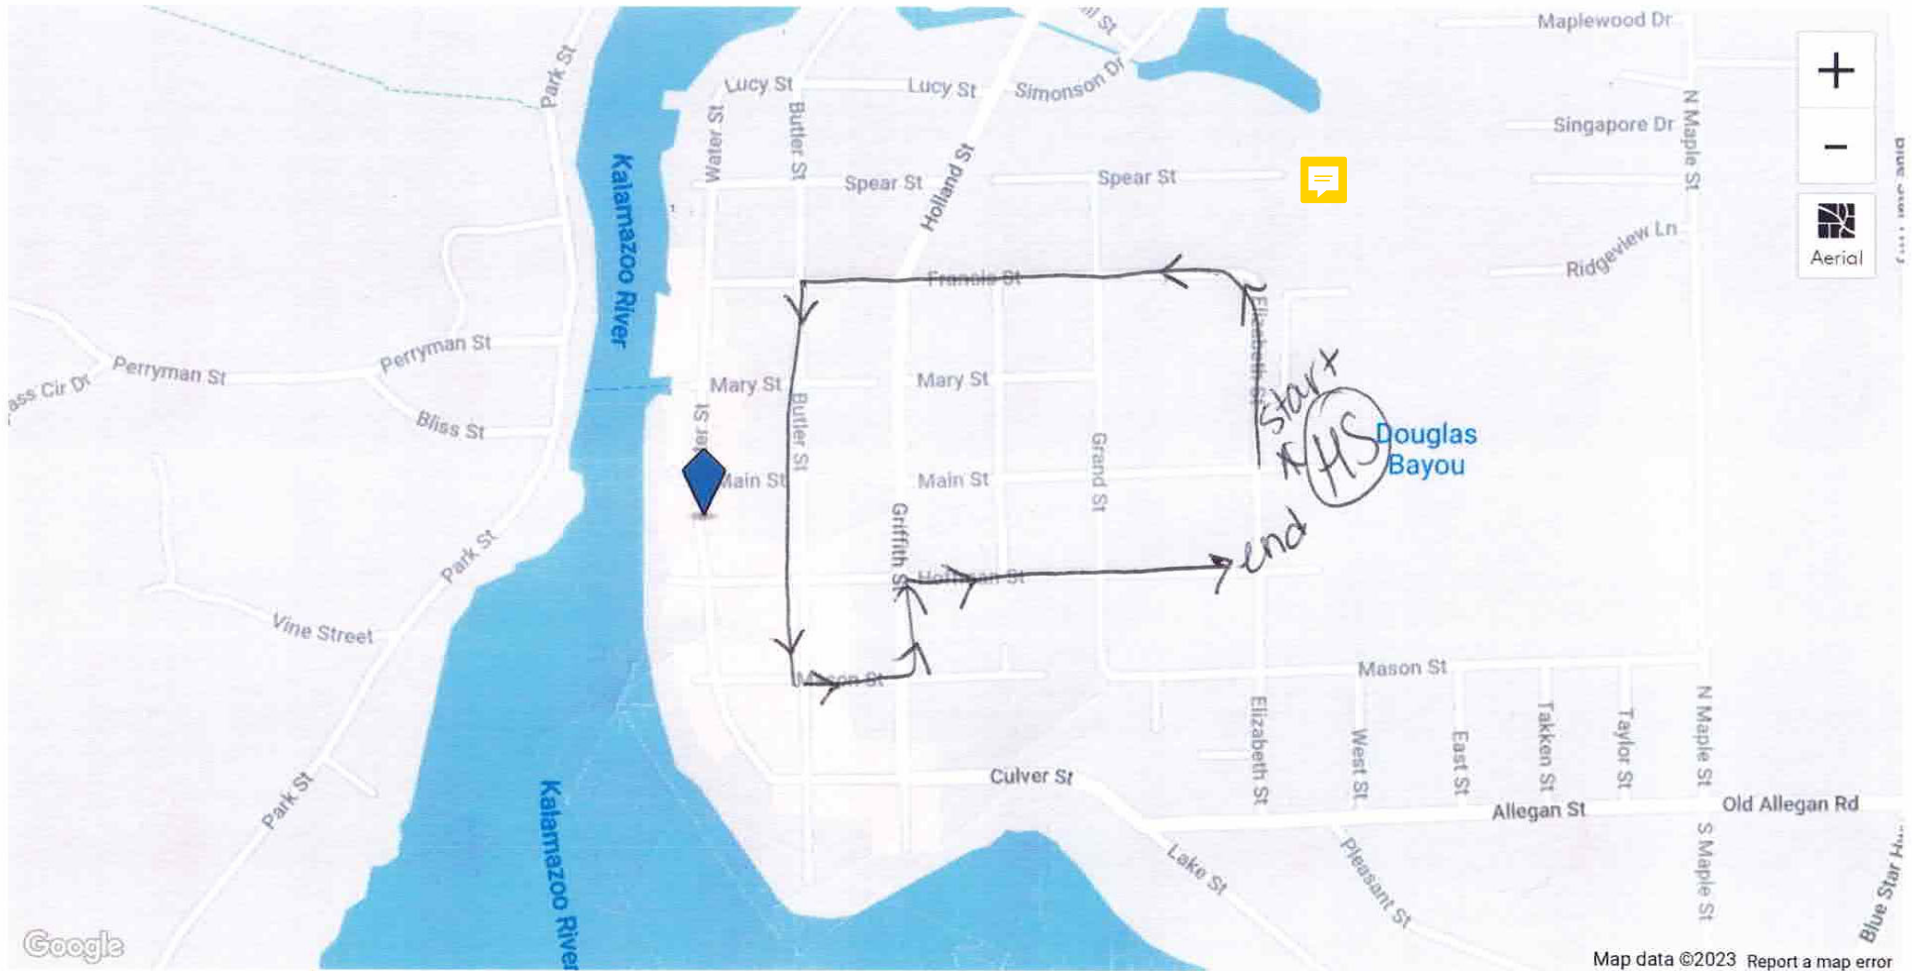 Maplewood Dr
Park St
Lucy St
Lucy St
Simonson Dr
Water St
Butler St
N Maple St
Singapore Dr
Spear St
Spear St
Holland St
Kalamazoo River
Ridgeview Ln
Aerial
Francis St
Elizabeth St
Perryman St
Perryman St
ass Cir Dr
Mary St
Mary St
start
Bliss St
Butler St
Grand St
x HS
Douglas
Bayou
Main St
Main St
Griffith St
end
Park St
Hoffman St
Vine Street
Mason St
Mason St
Elizabeth St
West St
East St
Takken St
Taylor St
N Maple St
Culver St
Park St
Allegan St
Old Allegan Rd
Kalamazoo River
Lake St
Pleasant St
S Maple St
Blue Star H
Google
Map data ©2023 Report a map error